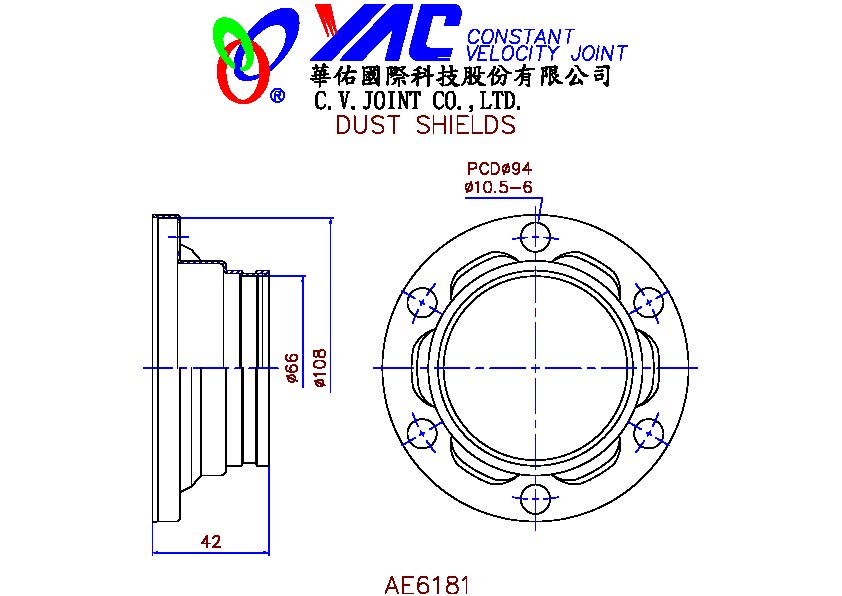 YAC CONSTANT
VELOCITY JOINT
®
華佑國際科技股份有限公司
C.V.JOINT CO.,LTD.
DUST SHIELDS
PCDø94
ø10.5-6
ø66
ø108
42
AE6181